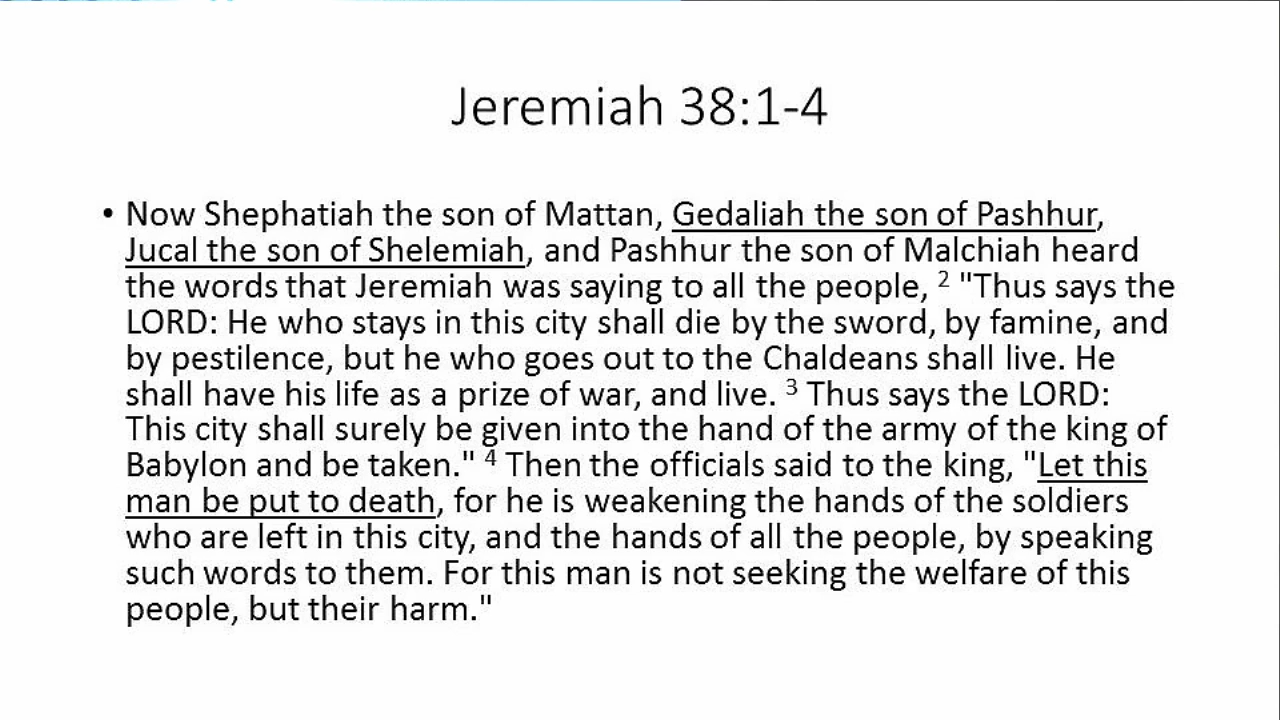 Jeremiah 38:1-4
• Now Shephatiah the son of Mattan, Gedaliah the son of Pashhur,
Jucal the son of Shelemiah, and Pashhur the son of Malchiah heard
the words that Jeremiah was saying to all the people, 2 "Thus says the
LORD: He who stays in this city shall die by the sword, by famine, and
by pestilence, but he who goes out to the Chaldeans shall live. He
shall have his life as a prize of war, and live. 3 Thus says the LORD:
This city shall surely be given into the hand of the army of the king of
Babylon and be taken." 4 Then the officials said to the king, "Let this
man be put to death, for he is weakening the hands of the soldiers
who are left in this city, and the hands of all the people, by speaking
such words to them. For this man is not seeking the welfare of this
people, but their harm."